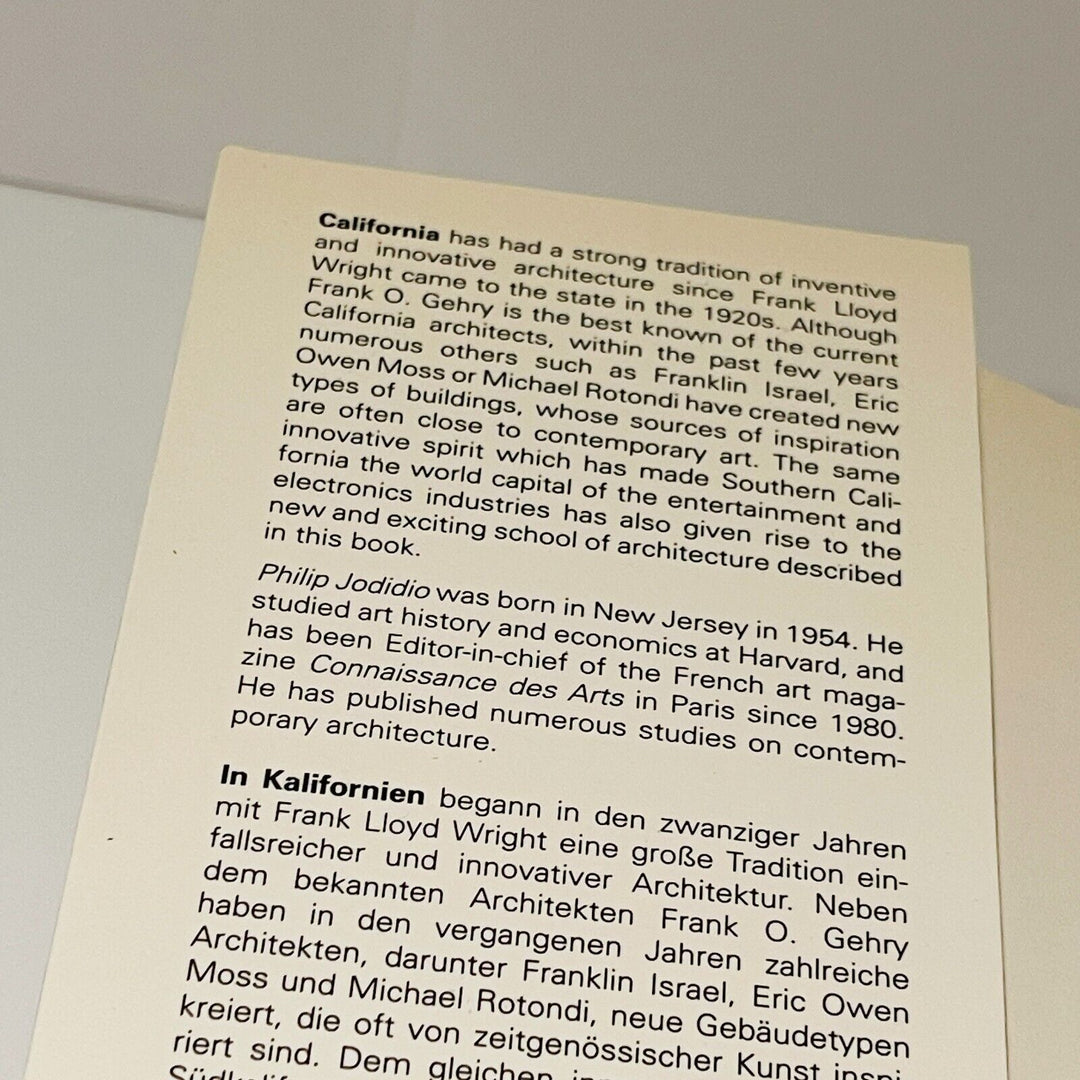 California has had a strong tradition of inventive
and innovative architecture since Frank Lloyd
Wright came to the state in the 1920s. Although
Frank O. Gehry is the best known of the current
California architects, within the past few years
numerous others such as Franklin Israel, Eric
Owen Moss or Michael Rotondi have created new
types of buildings, whose sources of inspiration
are often close to contemporary art. The same
innovative spirit which has made Southern Cali-
fornia the world capital of the entertainment and
electronics industries has also given rise to the
new and exciting school of architecture described
in this book.
Philip Jodidio was born in New Jersey in 1954. He
studied art history and economics at Harvard, and
has been Editor-in-chief of the French art maga-
zine Connaissance des Arts in Paris since 1980.
He has published numerous studies on contem-
porary architecture.
In Kalifornien begann in den zwanziger Jahren
mit Frank Lloyd Wright eine große Tradition ein-
fallsreicher und innovativer Architektur. Neben
dem bekannten Architekten Frank O. Gehry
haben in den vergangenen Jahren zahlreiche
Architekten, darunter Franklin Israel, Eric Owen
Moss und Michael Rotondi, neue Gebäudetypen
kreiert, die oft von zeitgenössischer Kunst inspi-
riert sind. Dem gleichen